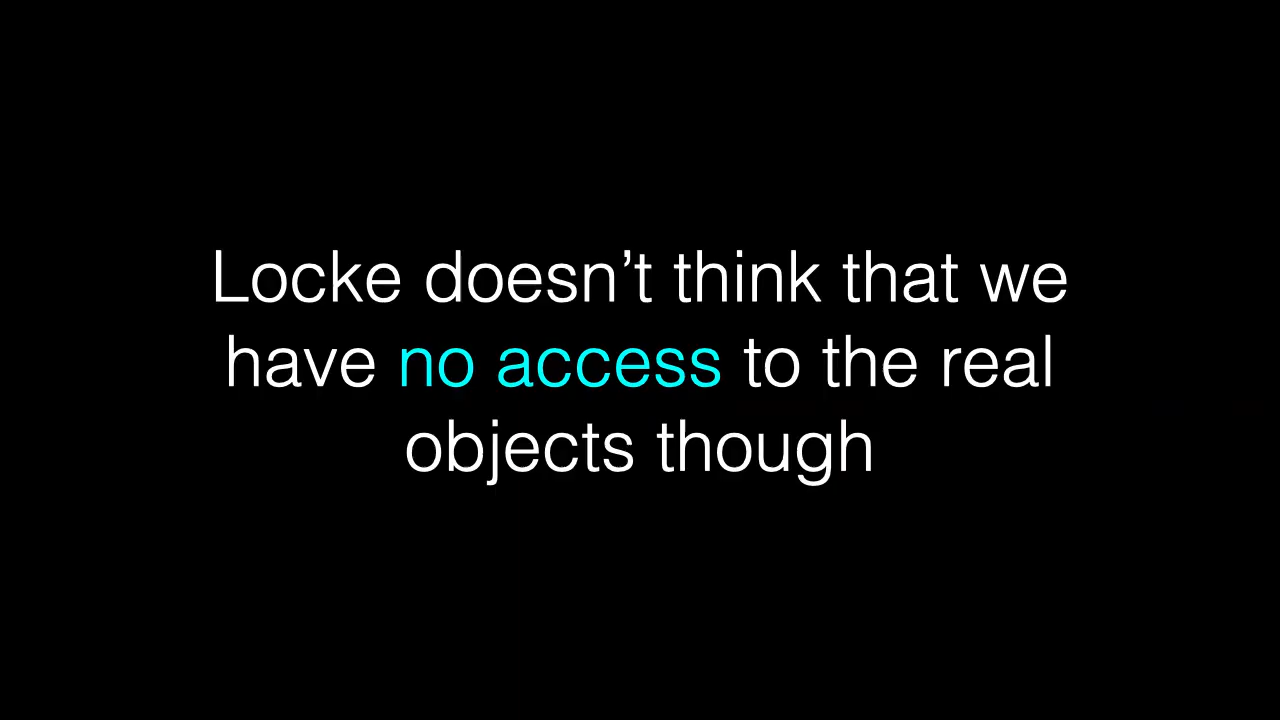 Locke doesn’t think that we
have no access to the real
objects though